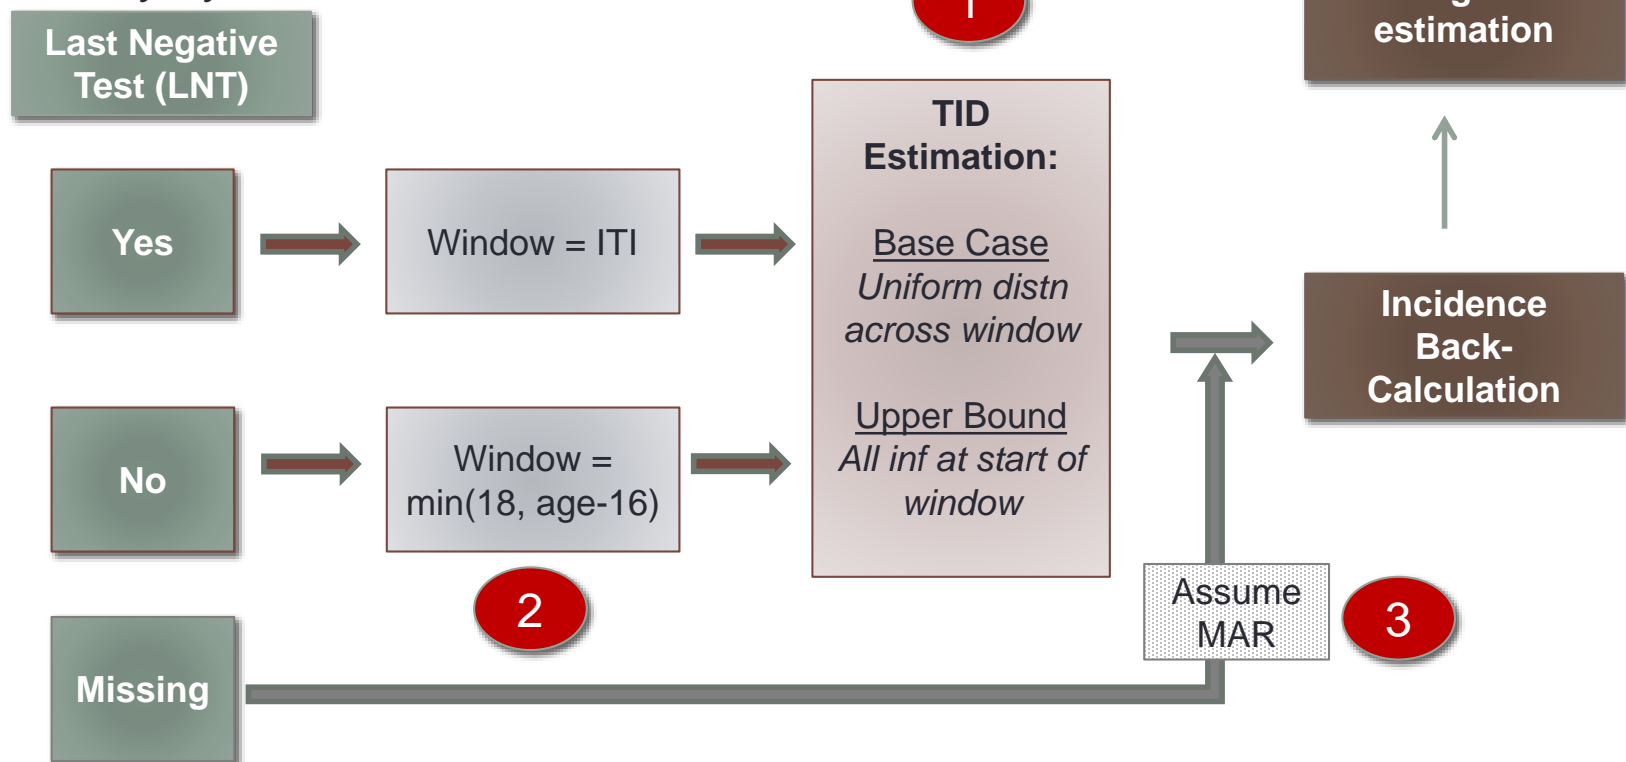 Last Negative
Test (LNT)
1
estimation
TID
Estimation:
Base Case
Uniform distn
across window
Upper Bound
All inf at start of
window
Yes
Window = ITI
No
Window =
min(18, age-16)
2
Missing
Assume
MAR
3
Incidence
Back-
Calculation